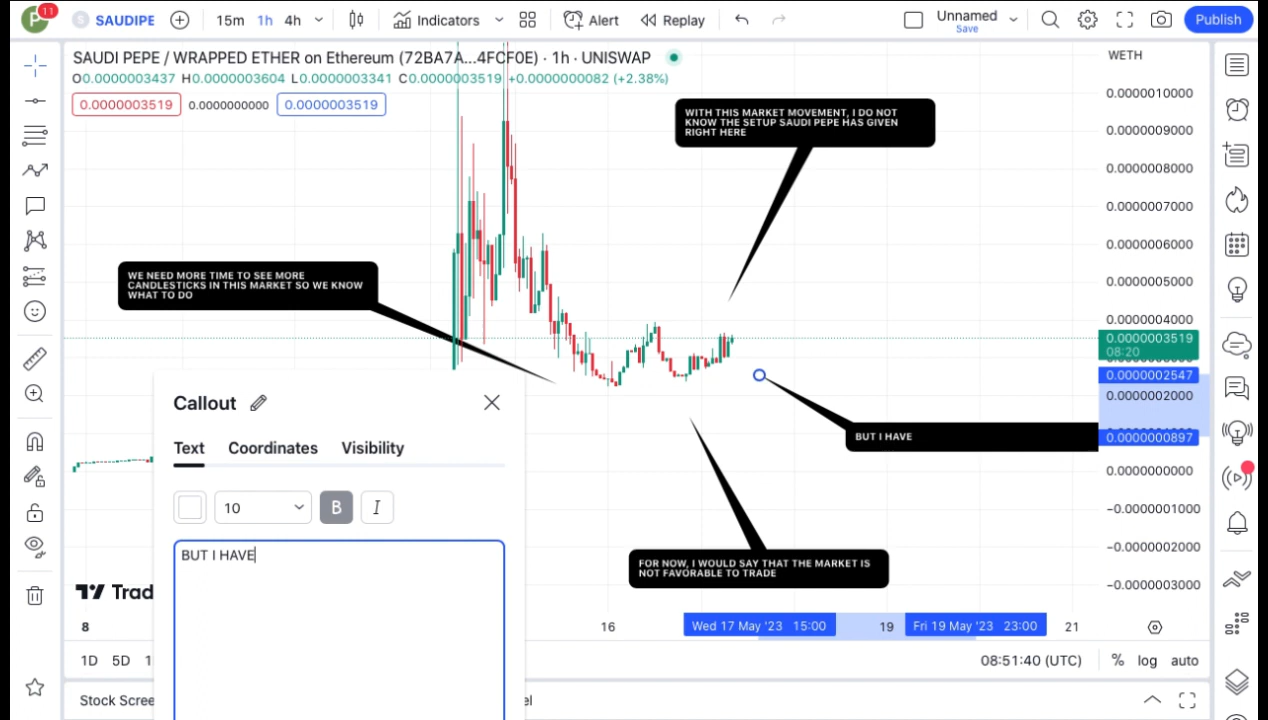 P
11
S
SAUDIPE
15m
1h
4h
Indicators
Alert
Replay
Unnamed
Save
Publish
SAUDI PEPE / WRAPPED ETHER on Ethereum (72BA7A...4FCF0E) · 1h · UNISWAP
O0.0000003437 H0.0000003604 L0.0000003341 C0.0000003519 +0.0000000082 (+2.38%)
0.0000003519
0.0000000000
0.0000003519
WETH
0.0000010000
0.0000009000
0.0000008000
0.0000007000
0.0000006000
0.0000005000
0.0000004000
0.0000003519
08:20
0.0000002547
0.0000002000
0.0000000897
0.0000000000
−0.0000001000
−0.0000002000
−0.0000003000
WITH THIS MARKET MOVEMENT, I DO NOT
KNOW THE SETUP SAUDI PEPE HAS GIVEN
RIGHT HERE
WE NEED MORE TIME TO SEE MORE
CANDLESTICKS IN THIS MARKET SO WE KNOW
WHAT TO DO
BUT I HAVE
FOR NOW, I WOULD SAY THAT THE MARKET IS
NOT FAVORABLE TO TRADE
Callout
Text
Coordinates
Visibility
10
B
I
BUT I HAVE
Trad
8
16
Wed 17 May '23 15:00
19
Fri 19 May '23 23:00
21
1D
5D
1
08:51:40 (UTC)
%
log
auto
Stock Scree
el